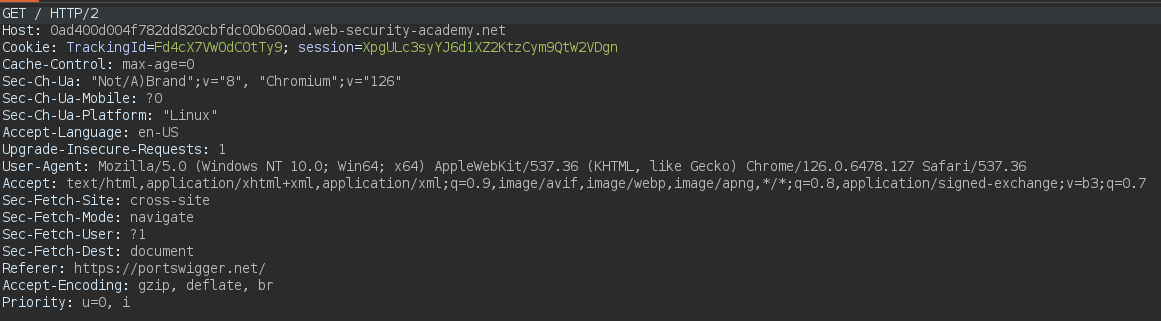 GET / HTTP/2
Host: 0ad400d004f782dd820cbfdc00b600ad.web-security-academy.net
Cookie: TrackingId=Fd4cX7VWOdCOtTy9; session=XpgULc3syYJ6d1XZ2KtzCym9QtW2VDgn
Cache-Control: max-age=0
Sec-Ch-Ua: "Not/A)Brand";v="8", "Chromium";v="126"
Sec-Ch-Ua-Mobile: ?0
Sec-Ch-Ua-Platform: "Linux"
Accept-Language: en-US
Upgrade-Insecure-Requests: 1
User-Agent: Mozilla/5.0 (Windows NT 10.0; Win64; x64) AppleWebKit/537.36 (KHTML, like Gecko) Chrome/126.0.6478.127 Safari/537.36
Accept: text/html,application/xhtml+xml,application/xml;q=0.9,image/avif,image/webp,image/apng,*/*;q=0.8,application/signed-exchange;v=b3;q=0.7
Sec-Fetch-Site: cross-site
Sec-Fetch-Mode: navigate
Sec-Fetch-User: ?1
Sec-Fetch-Dest: document
Referer: https://portswigger.net/
Accept-Encoding: gzip, deflate, br
Priority: u=0, i